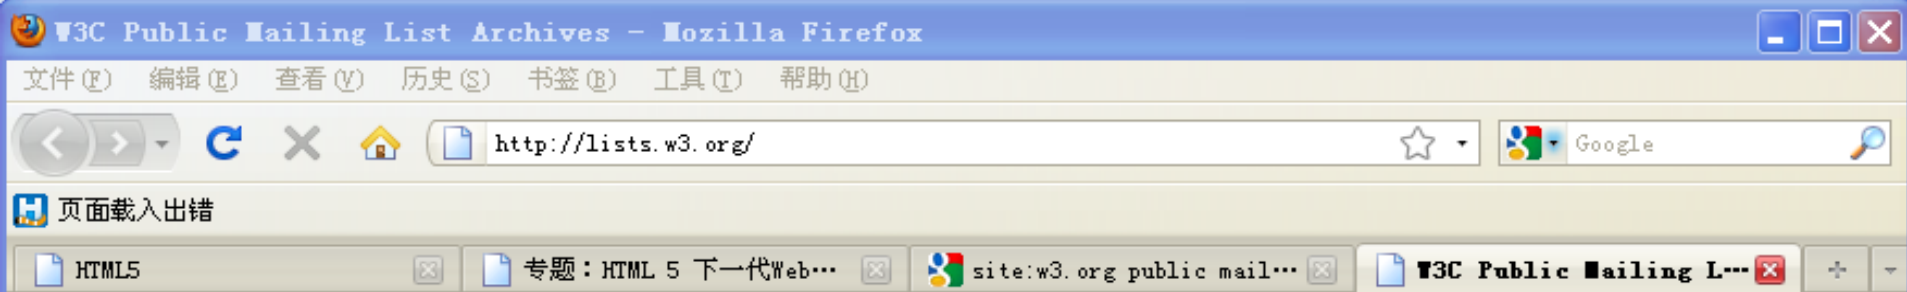 W3C Public Mailing List Archives - Mozilla Firefox
文件(F) 编辑(E) 查看(V) 历史(S) 书签(B) 工具(T) 帮助(H)
http://lists.w3.org/ Google
页面载入出错
HTML5 专题：HTML 5 下一代Web… site:w3.org public mail… W3C Public Mailing L…